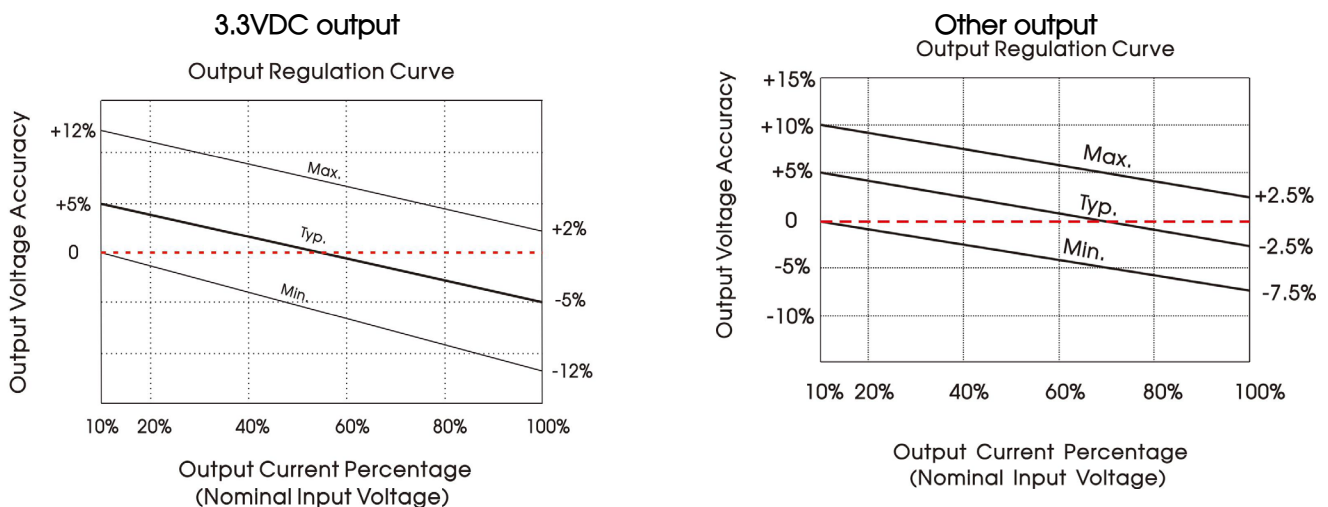 3.3VDC output
Output Regulation Curve
Output Voltage Accuracy
+12%
+5%
0
Max.
Typ.
Min.
+2%
-5%
-12%
10% 20% 40% 60% 80% 100%
Output Current Percentage
(Nominal Input Voltage)
Other output
Output Regulation Curve
Output Voltage Accuracy
+15%
+10%
+5%
0
-5%
-10%
Max.
Typ.
Min.
+2.5%
-2.5%
-7.5%
10% 20% 40% 60% 80% 100%
Output Current Percentage
(Nominal Input Voltage)